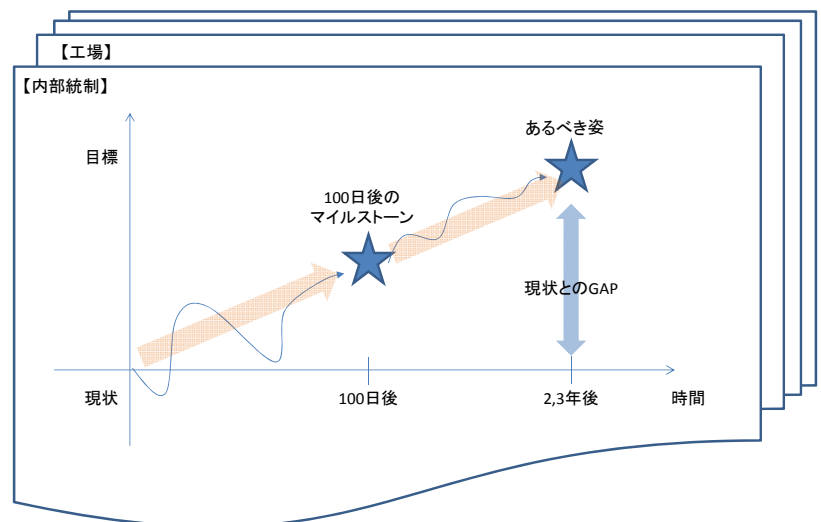 【工場】
【内部統制】
あるべき姿
目標
100日後の
マイルストーン
現状とのGAP
現状
100日後
2,3年後
時間